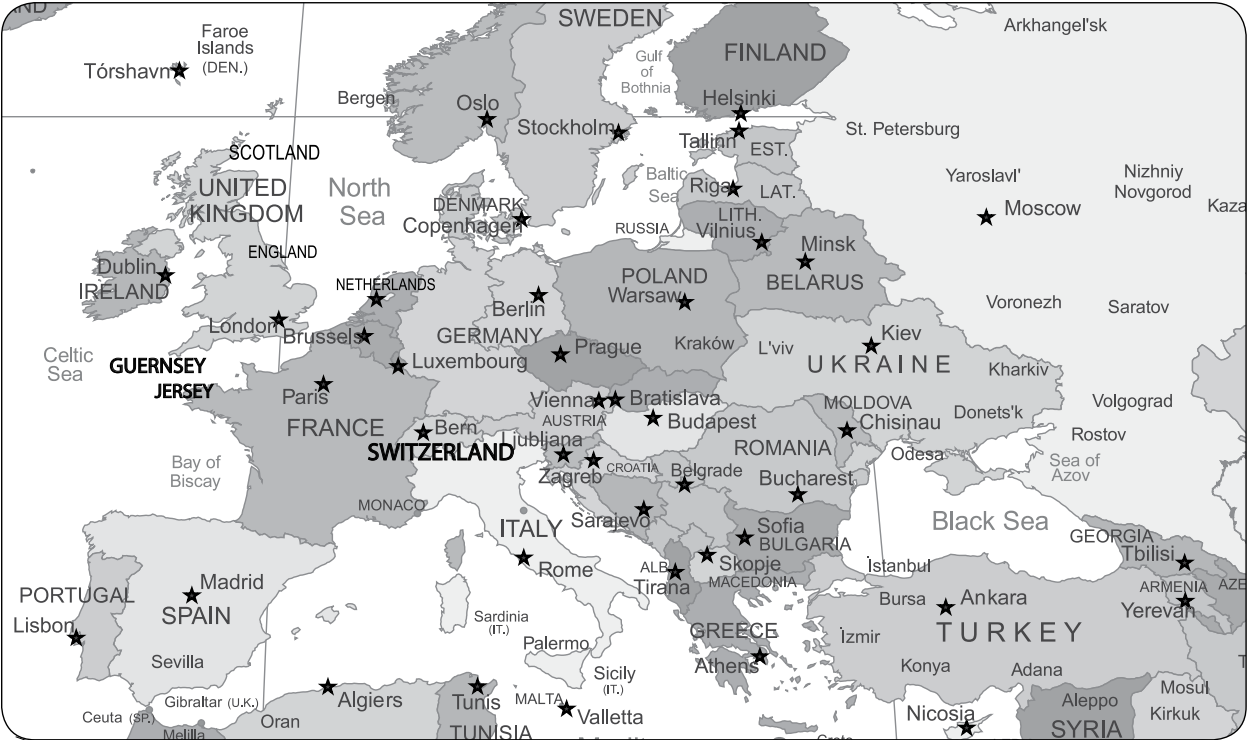 SWEDEN
Arkhangel'sk
Faroe
Islands
(DEN.)
FINLAND
Gulf
of
Bothnia
Tórshavn
Bergen
Oslo
Helsinki
Stockholm
St. Petersburg
Tallinn
EST.
SCOTLAND
Baltic
Sea
Riga
LAT.
Yaroslavl'
Nizhniy
Novgorod
UNITED
KINGDOM
North
Sea
DENMARK
Copenhagen
LITH.
Vilnius
RUSSIA
Moscow
Kaza
Minsk
BELARUS
ENGLAND
Dublin
IRELAND
NETHERLANDS
POLAND
Warsaw
Berlin
Voronezh
Saratov
London
Brussels
GERMANY
Kraków
Kiev
L'viv
UKRAINE
Celtic
Sea
GUERNSEY
JERSEY
Luxembourg
Prague
Kharkiv
Paris
Vienna
Bratislava
MOLDOVA
Chisinau
Donets'k
Volgograd
FRANCE
Bern
AUSTRIA
Budapest
Rostov
SWITZERLAND
Ljubljana
ROMANIA
Odesa
Sea of
Azov
Bay of
Biscay
Zagreb
CROATIA
Belgrade
Bucharest
MONACO
ITALY
Sarajevo
Sofia
BULGARIA
Black Sea
GEORGIA
Tbilisi
Rome
ALB
Tirana
Skopje
MACEDONIA
İstanbul
Madrid
SPAIN
PORTUGAL
Lisbon
ARMENIA
AZE
Yerevan
Bursa
Ankara
TURKEY
Sardinia
(IT.)
GREECE
Athens
İzmir
Palermo
Sevilla
Sicily
(IT.)
Konya
Adana
Gibraltar (U.K.)
Algiers
Tunis
MALTA
Valletta
Nicosia
Aleppo
SYRIA
Mosul
Kirkuk
Ceuta (SP.)
Melilla
Oran
TUNISIA